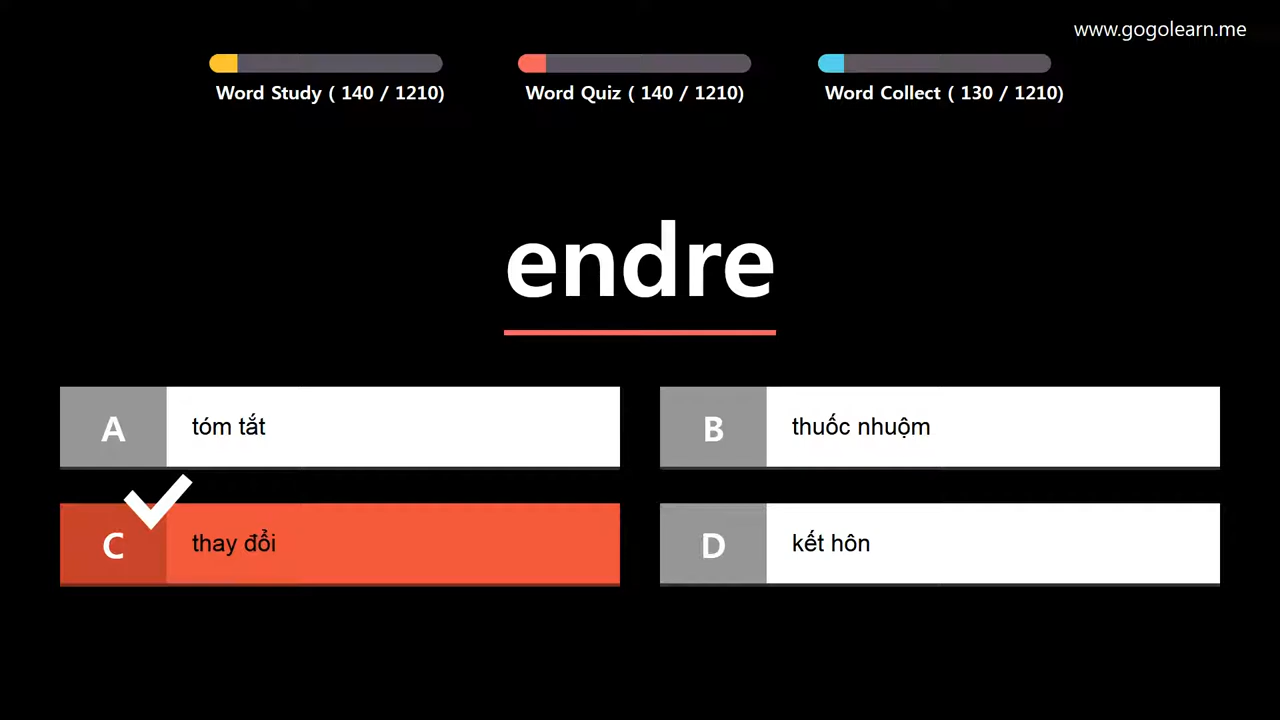 www.gogolearn.me
Word Study ( 140 / 1210)
Word Quiz ( 140 / 1210)
Word Collect ( 130 / 1210)
endre
A
tóm tắt
B
thuốc nhuộm
C
thay đổi
D
kết hôn